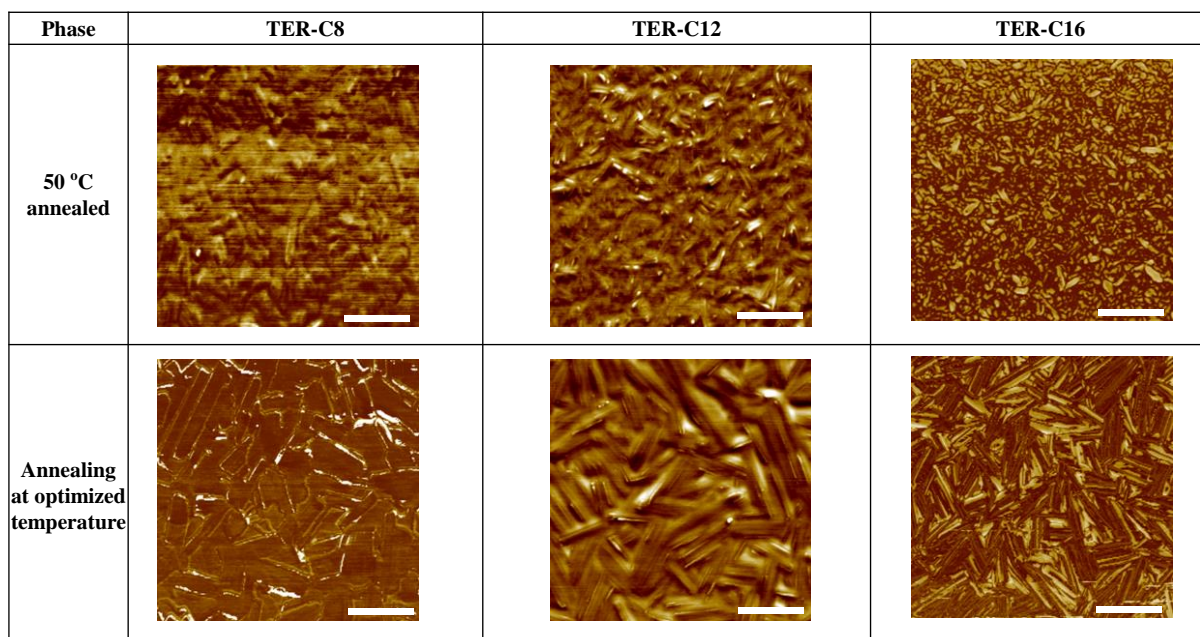 Phase TER-C8 TER-C12 TER-C16
50 °C
annealed
Annealing
at optimized
temperature